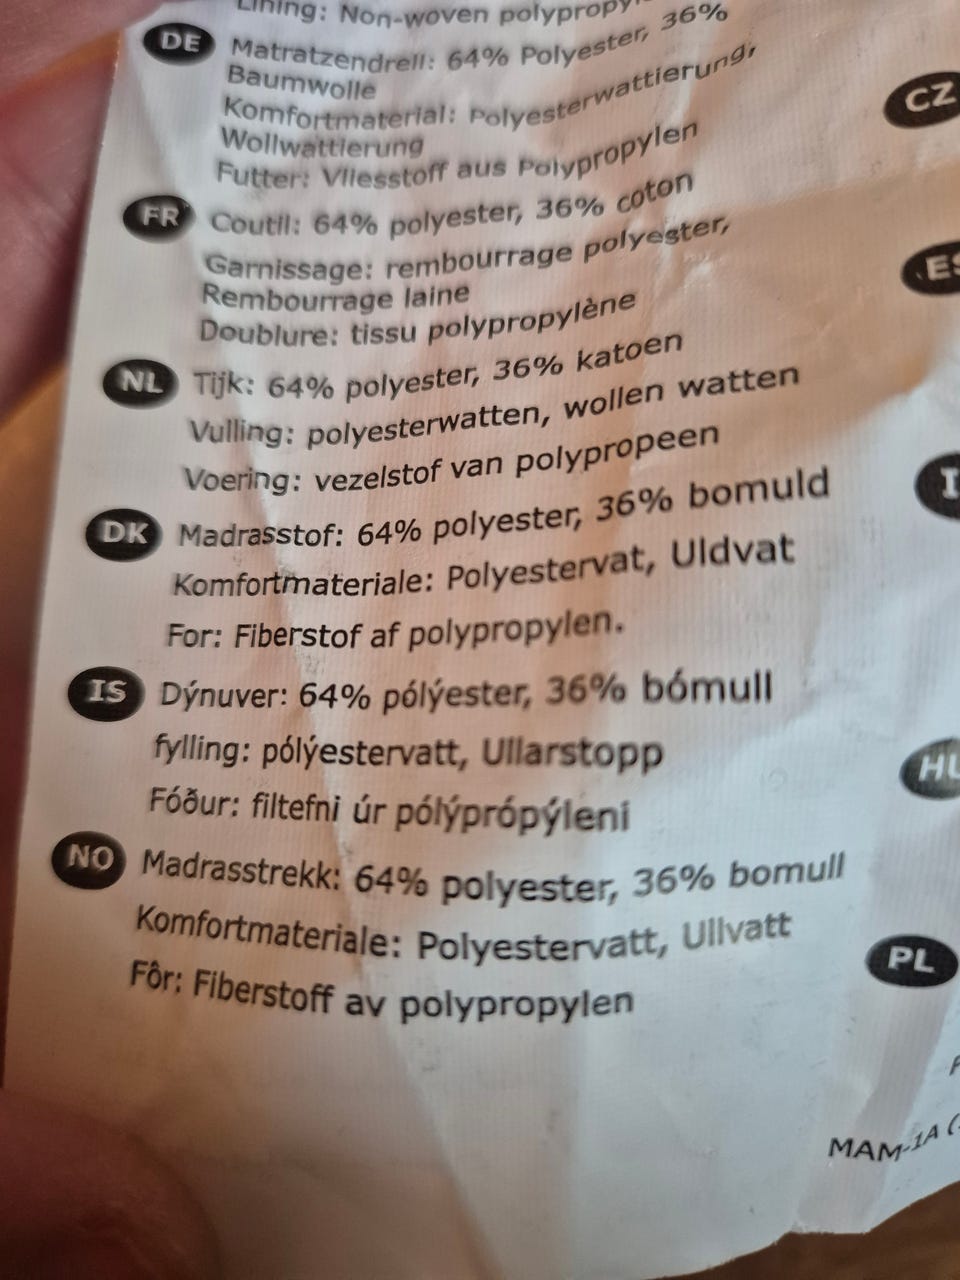 Lining: Non-woven
DE Matratzendrell: 64% Polyester, 36%
Baumwolle
Komfortmaterial: Polyesterwattierung,
Wollwattierung
Futter: Vliesstoff aus Polypropylen
FR Coutil: 64% polyester, 36% coton
Garnissage: rembourrage polyester,
Rembourrage laine
Doublure: tissu polypropylène
NL Tijk: 64% polyester, 36% katoen
Vulling: polyesterwatten, wollen watten
Voering: vezelstof van polypropeen
DK Madrasstof: 64% polyester, 36% bomuld
Komfortmateriale: Polyestervat, Uldvat
For: Fiberstof af polypropylen.
IS Dýnuver: 64% pólýester, 36% bómull
fylling: pólýestervatt, Ullarstopp
Fóður: filtefni úr pólýprópýleni
NO Madrasstrekk: 64% polyester, 36% bomull
Komfortmateriale: Polyestervatt, Ullvatt
Fôr: Fiberstoff av polypropylen
CZ
ES
HU
PL
MAM-1A